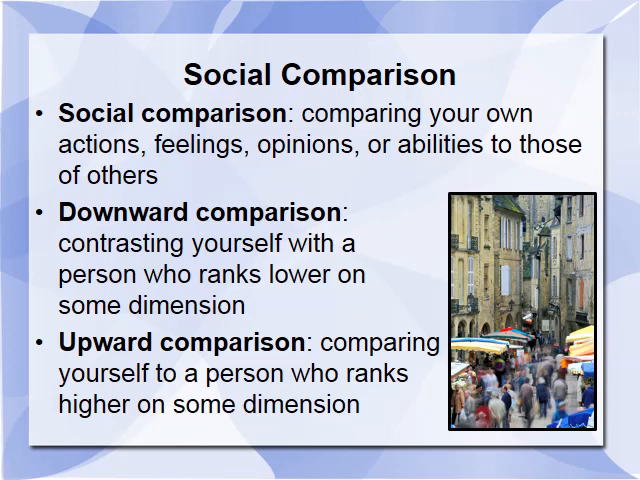 Social Comparison
• Social comparison: comparing your own
actions, feelings, opinions, or abilities to those
of others
• Downward comparison:
contrasting yourself with a
person who ranks lower on
some dimension
• Upward comparison: comparing
yourself to a person who ranks
higher on some dimension